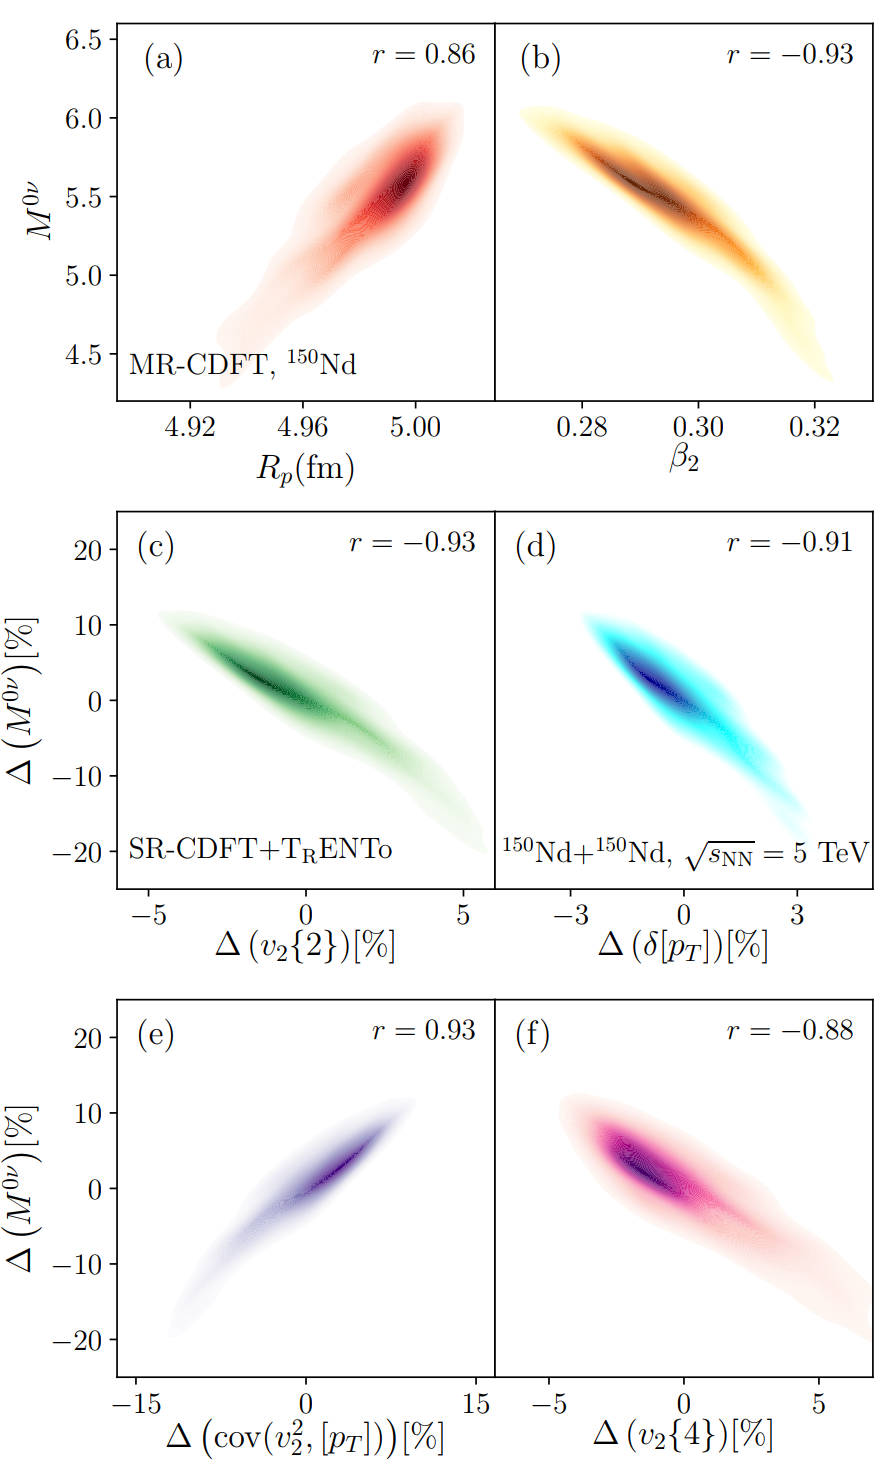 (a) r = 0.86
(b) r = −0.93
6.5
6.0
5.5
5.0
4.5
M^{0ν}
MR-CDFT, ^{150}Nd
4.92 4.96 5.00
R_p(fm)
0.28 0.30 0.32
β_2
(c) r = −0.93
(d) r = −0.91
20
10
0
−10
−20
Δ (M^{0ν})[%]
SR-CDFT+T_RENTo
^{150}Nd+^{150}Nd, √s_{NN} = 5 TeV
−5 0 5
Δ (v_2{2})[%]
−3 0 3
Δ (δ[p_T])[%]
(e) r = 0.93
(f) r = −0.88
20
10
0
−10
−20
Δ (M^{0ν})[%]
−15 0 15
Δ (cov(v_2^2, [p_T]))[%]
−5 0 5
Δ (v_2{4})[%]